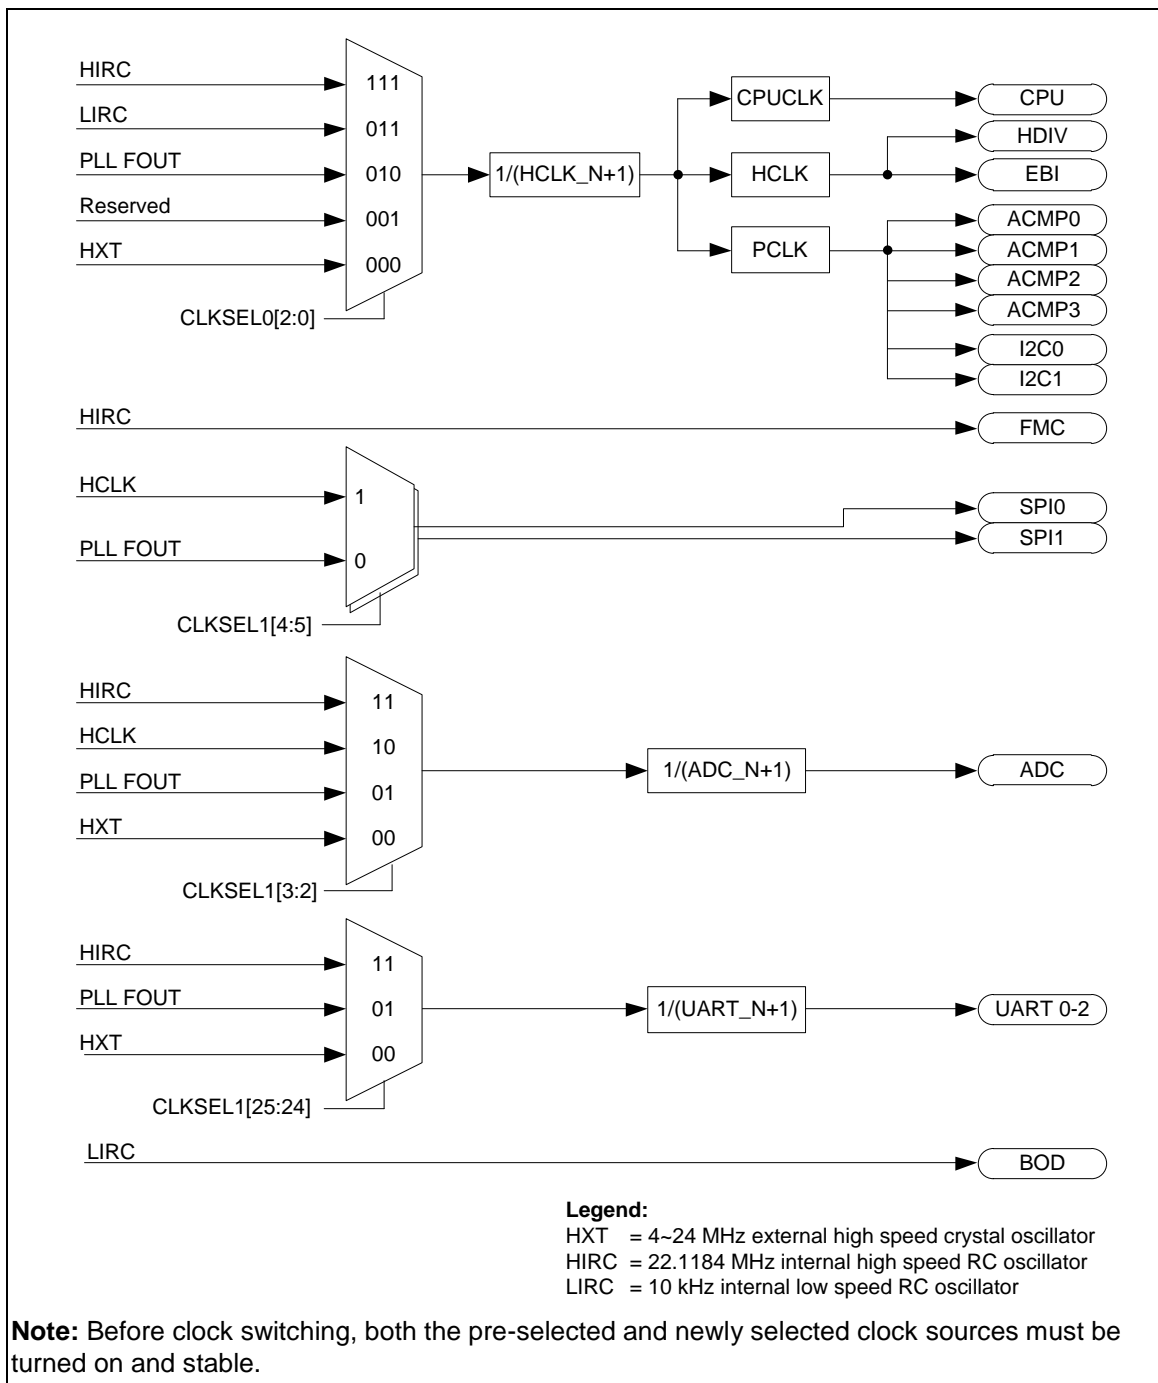 HIRC
111
LIRC
011
PLL FOUT
010
Reserved
001
HXT
000
CLKSEL0[2:0]
1/(HCLK_N+1)
CPUCLK
HCLK
PCLK
CPU
HDIV
EBI
ACMP0
ACMP1
ACMP2
ACMP3
I2C0
I2C1
HIRC
FMC
HCLK
1
PLL FOUT
0
CLKSEL1[4:5]
SPI0
SPI1
HIRC
11
HCLK
10
PLL FOUT
01
HXT
00
CLKSEL1[3:2]
1/(ADC_N+1)
ADC
HIRC
11
PLL FOUT
01
HXT
00
CLKSEL1[25:24]
1/(UART_N+1)
UART 0-2
LIRC
BOD
Legend:
HXT = 4~24 MHz external high speed crystal oscillator
HIRC = 22.1184 MHz internal high speed RC oscillator
LIRC = 10 kHz internal low speed RC oscillator
Note: Before clock switching, both the pre-selected and newly selected clock sources must be
turned on and stable.